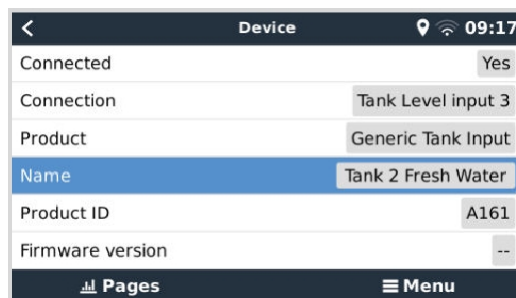 Device 09:17
Connected Yes
Connection Tank Level input 3
Product Generic Tank Input
Name Tank 2 Fresh Water
Product ID A161
Firmware version --
Pages Menu